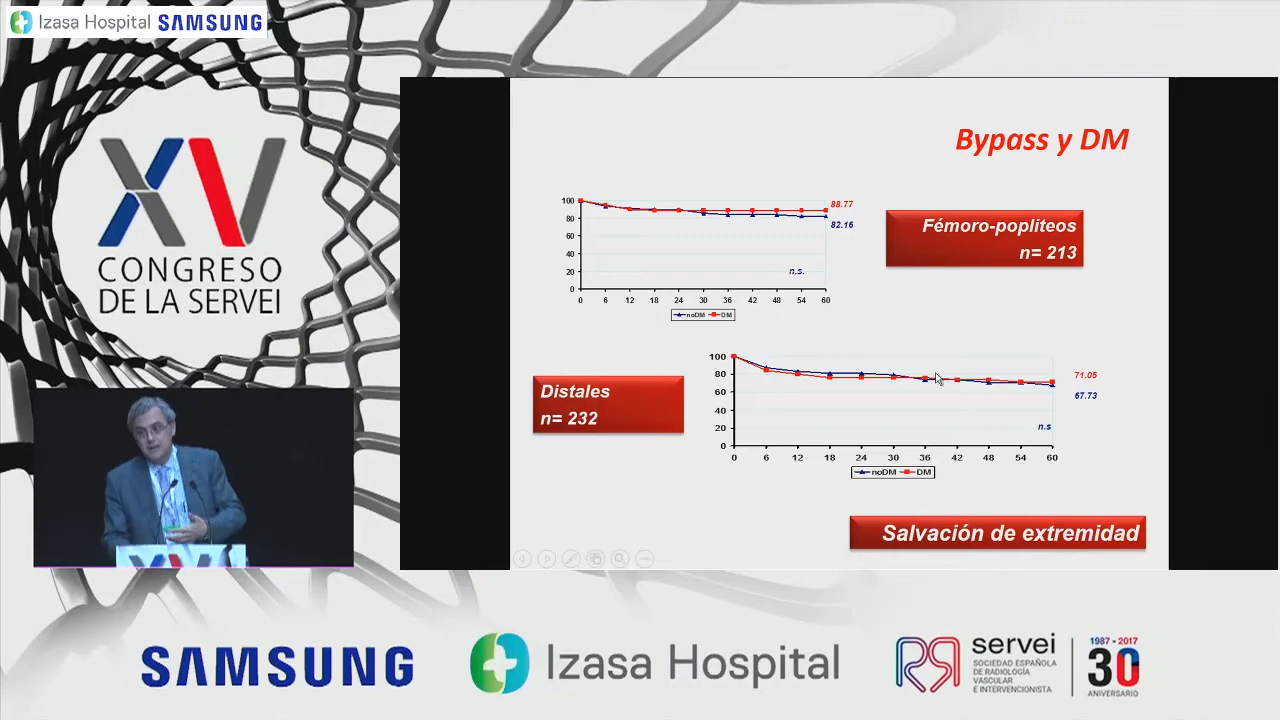 Izasa Hospital SAMSUNG
XV
CONGRESO
DE LA SERVEI
Bypass y DM
100
80
60
40
20
0
0 6 12 18 24 30 36 42 48 54 60
88.77
82.16
n.s.
noDM DM
Fémoro-popliteos
n= 213
Distales
n= 232
100
80
60
40
20
0
0 6 12 18 24 30 36 42 48 54 60
71.05
67.73
n.s
noDM DM
Salvación de extremidad
XV
SAMSUNG
Izasa Hospital
servei
SOCIEDAD ESPAÑOLA
DE RADIOLOGÍA
VASCULAR
E INTERVENCIONISTA
1987 - 2017
30
ANIVERSARIO